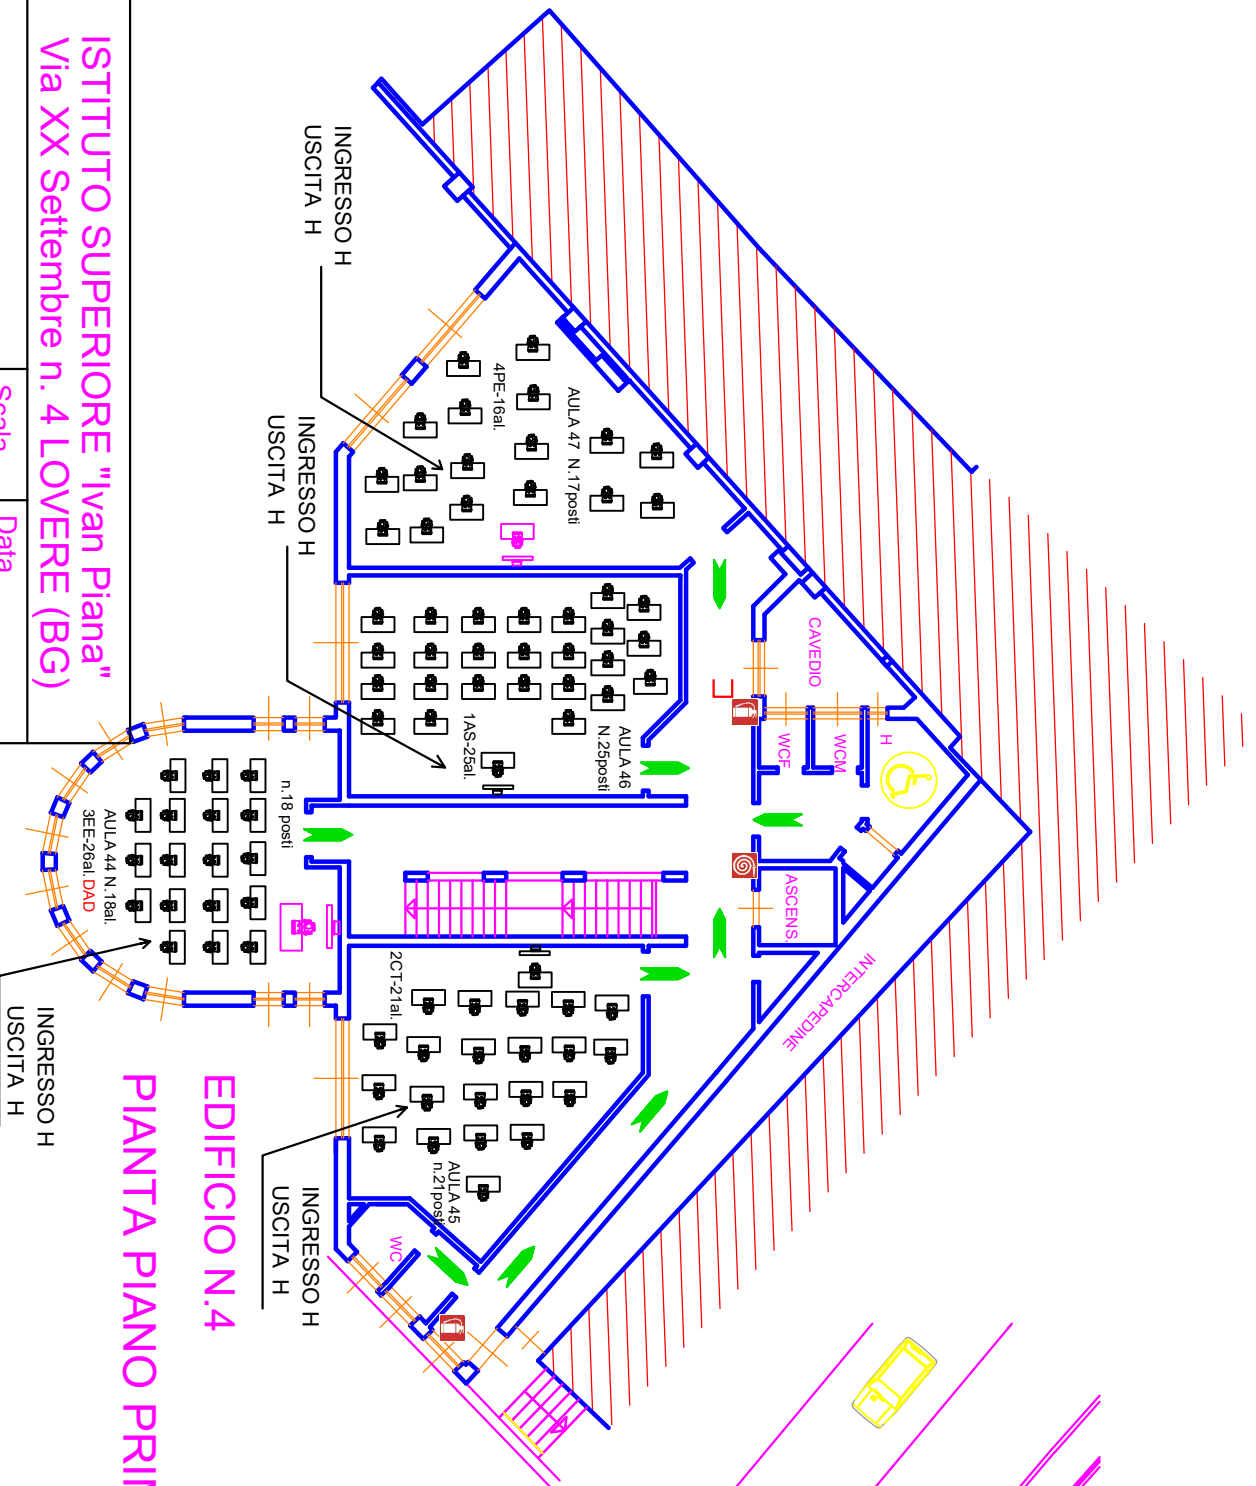 ISTITUTO SUPERIORE "Ivan Piana"
Via XX Settembre n. 4 LOVERE (BG)
Scala
Data
INGRESSO H
USCITA H
INGRESSO H
USCITA H
AULA 47 N.17posti
4PE-16al.
AULA 46
N.25posti
1AS-25al.
CAVEDIO
WCF
WCM
H
ASCENS.
INTERCAPEDINE
n.18 posti
AULA 44 N.18al.
3EE-26al. DAD
2CT-21al.
AULA 45
n.21posti
WC
INGRESSO H
USCITA H
INGRESSO H
USCITA H
EDIFICIO N.4
PIANTA PIANO